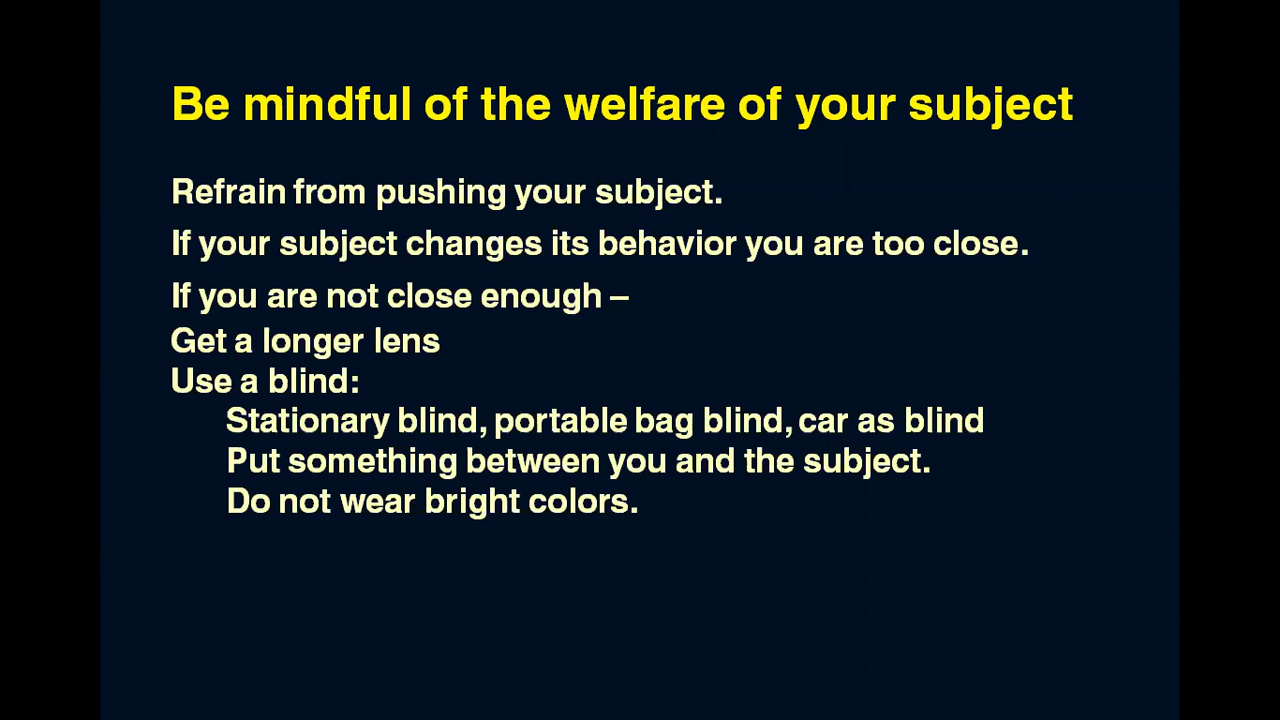 Be mindful of the welfare of your subject
Refrain from pushing your subject.
If your subject changes its behavior you are too close.
If you are not close enough –
Get a longer lens
Use a blind:
Stationary blind, portable bag blind, car as blind
Put something between you and the subject.
Do not wear bright colors.